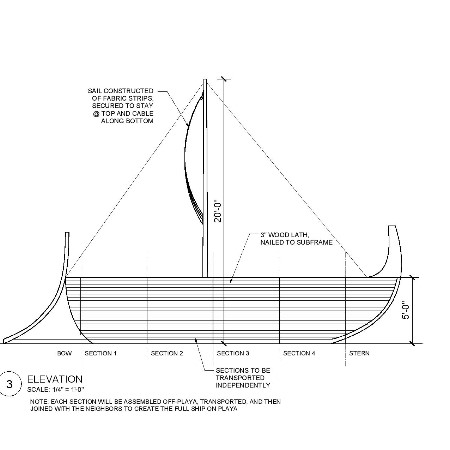 SAIL CONSTRUCTED
OF FABRIC STRIPS,
SECURED TO STAY
@ TOP AND CABLE
ALONG BOTTOM
20'-0"
3" WOOD LATH,
NAILED TO SUBFRAME
5'-0"
BOW SECTION 1 SECTION 2 SECTION 3 SECTION 4 STERN
SECTIONS TO BE
TRANSPORTED
INDEPENDENTLY
3 ELEVATION
SCALE: 1/4" = 1'-0"
NOTE: EACH SECTION WILL BE ASSEMBLED OFF-PLAYA, TRANSPORTED, AND THEN
JOINED WITH THE NEIGHBORS TO CREATE THE FULL SHIP ON PLAYA